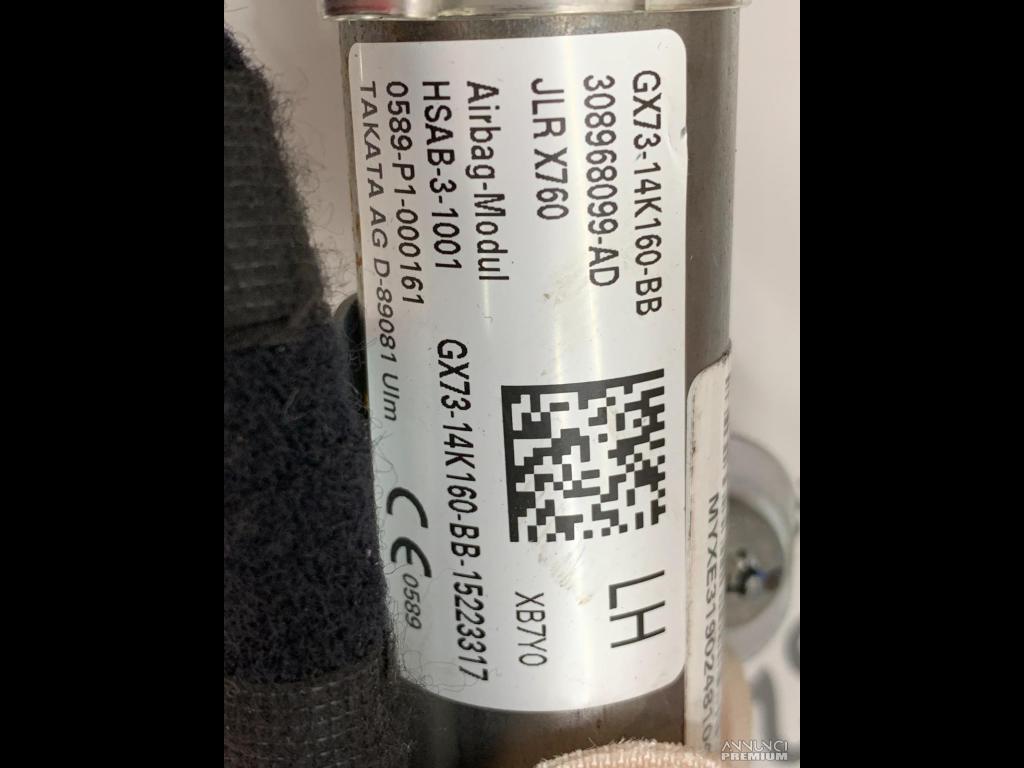 GX73-14K160-BB
308968099-AD
JLR X760
LH
Airbag-Modul
XB7Y0
HSAB-3-1001
GX73-14K160-BB-15223317
0589-P1-000161
TAKATA AG D-89081 Ulm
CE 0589
ANNUNCI
PREMIUM